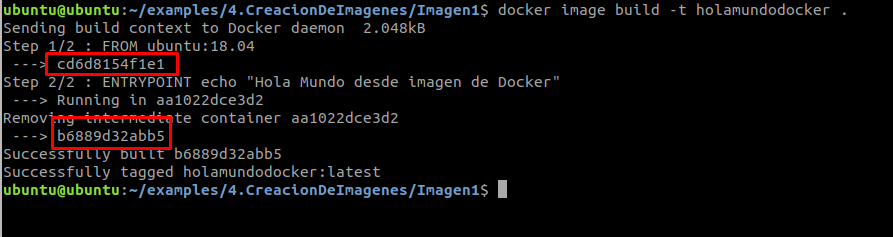 ubuntu@ubuntu:~/examples/4.CreacionDeImagenes/Imagen1$ docker image build -t holamundodocker .
Sending build context to Docker daemon  2.048kB
Step 1/2 : FROM ubuntu:18.04
 ---> cd6d8154f1e1
Step 2/2 : ENTRYPOINT echo "Hola Mundo desde imagen de Docker"
 ---> Running in aa1022dce3d2
Removing intermediate container aa1022dce3d2
 ---> b6889d32abb5
Successfully built b6889d32abb5
Successfully tagged holamundodocker:latest
ubuntu@ubuntu:~/examples/4.CreacionDeImagenes/Imagen1$